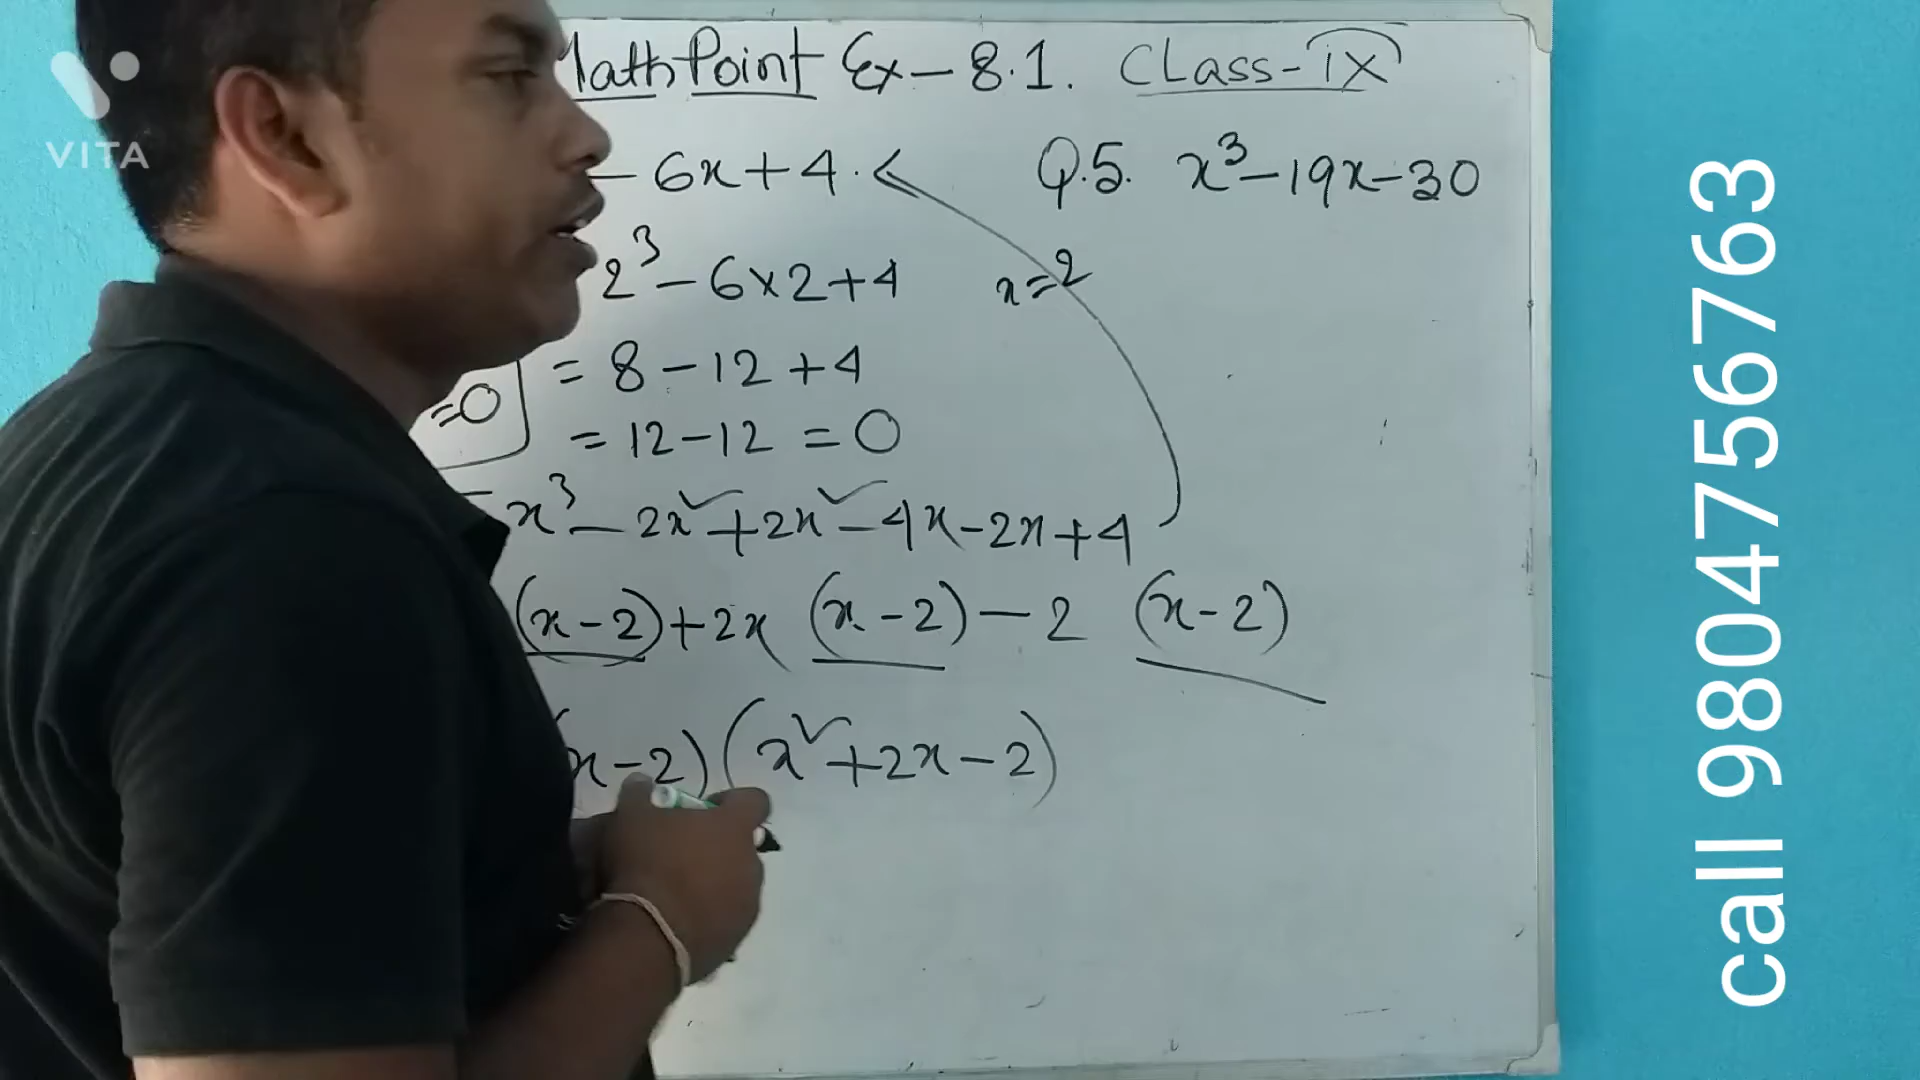 VITA
Math Point Ex-8.1. CLass-IX
- 6x+4.
Q.5. x³-19x-30
2³-6×2+4 x=2
=0 = 8-12+4
= 12-12 =0
x³-2x²+2x²-4x-2x+4
(x-2)+2x (x-2)-2 (x-2)
(x-2)(x²+2x-2)
call 9804756763